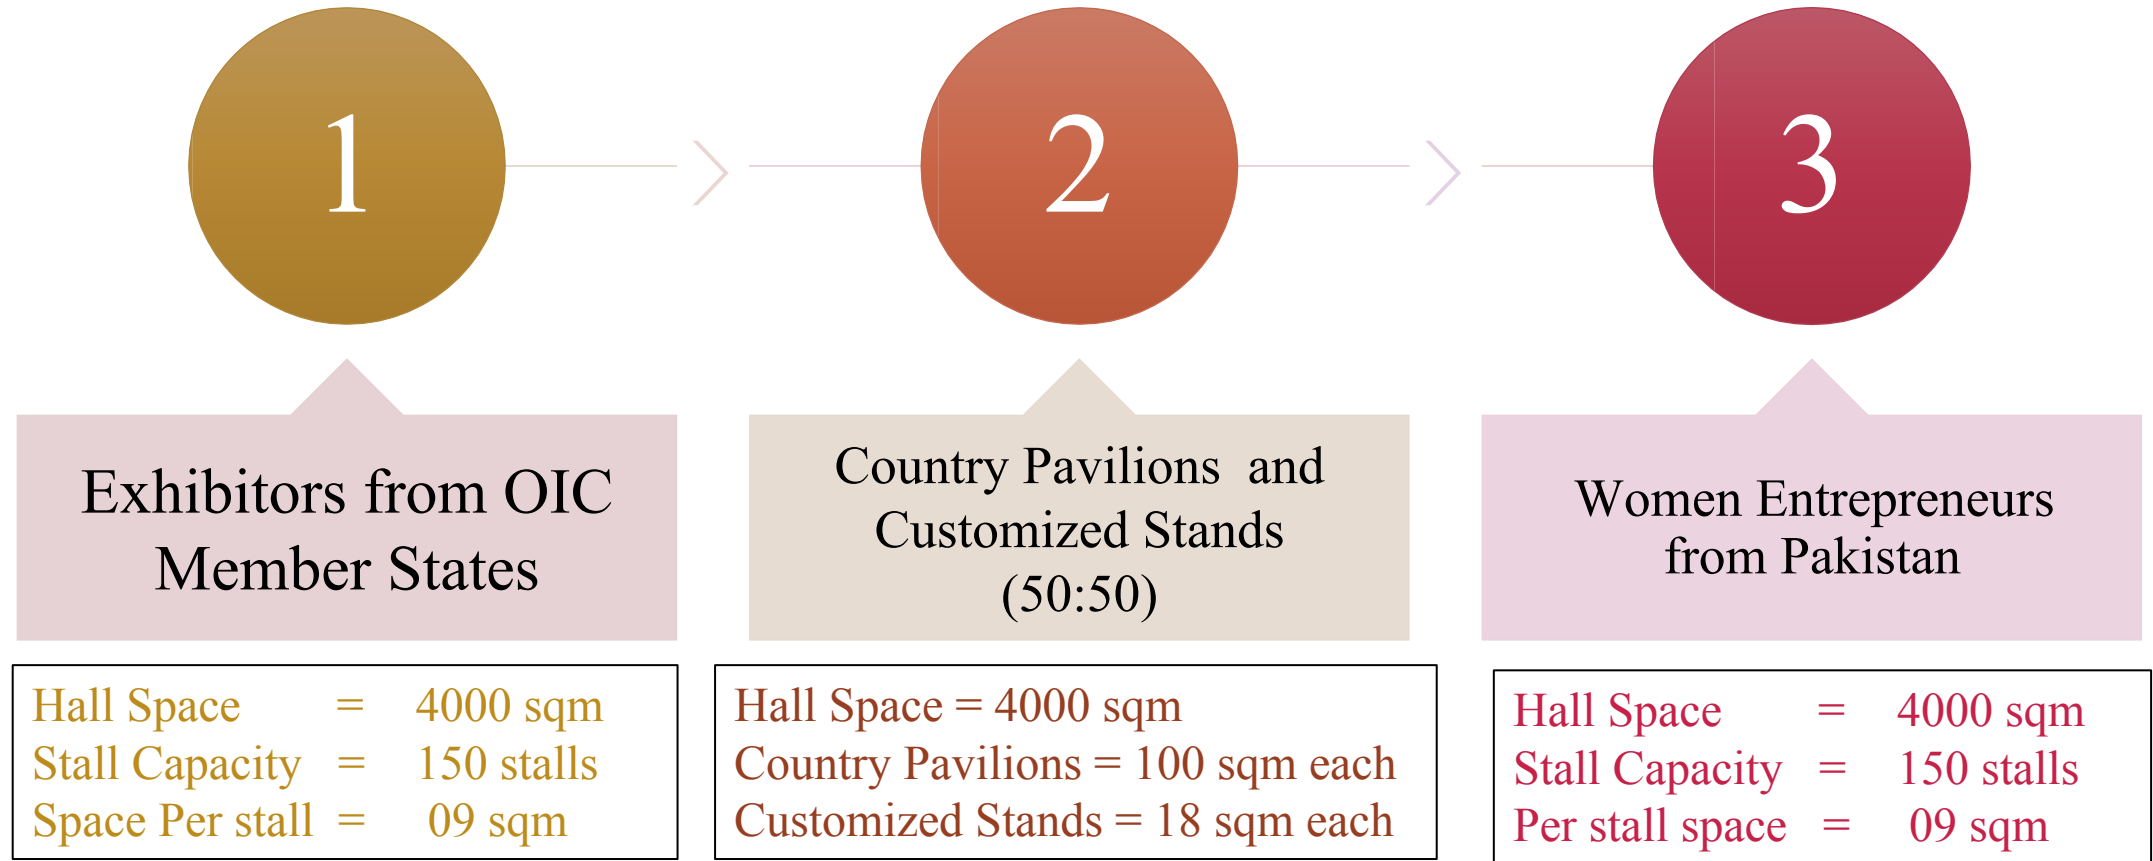 1
2
3
Exhibitors from OIC
Member States
Country Pavilions and
Customized Stands
(50:50)
Women Entrepreneurs
from Pakistan
Hall Space = 4000 sqm
Stall Capacity = 150 stalls
Space Per stall = 09 sqm
Hall Space = 4000 sqm
Country Pavilions = 100 sqm each
Customized Stands = 18 sqm each
Hall Space = 4000 sqm
Stall Capacity = 150 stalls
Per stall space = 09 sqm